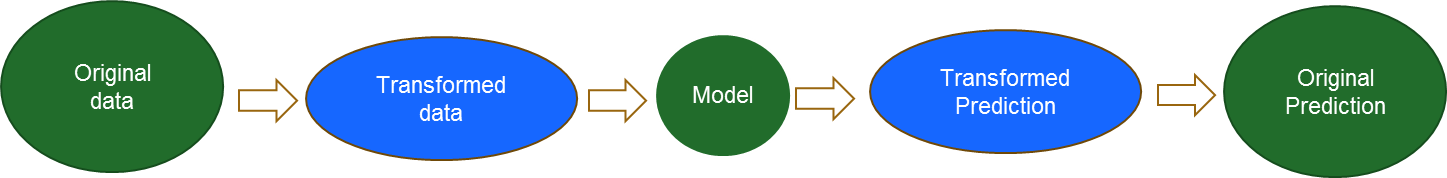 Original
data
Transformed
data
Model
Transformed
Prediction
Original
Prediction